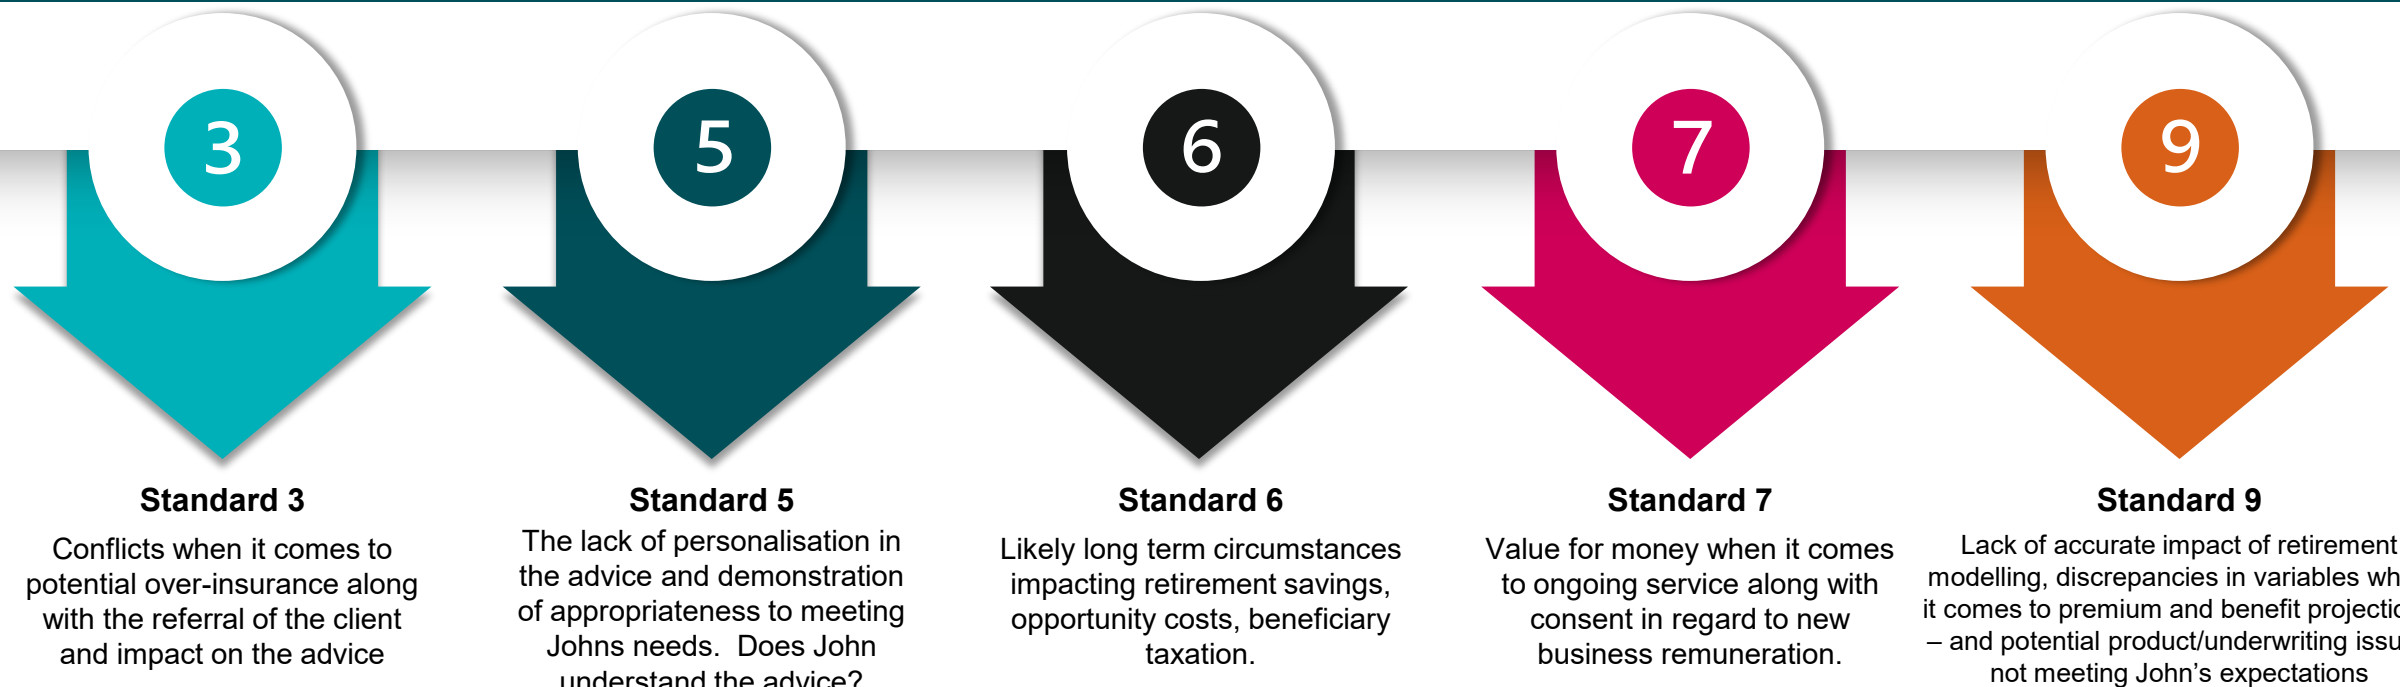 3
5
6
7
9
Standard 3
Conflicts when it comes to
potential over-insurance along
with the referral of the client
and impact on the advice
Standard 5
The lack of personalisation in
the advice and demonstration
of appropriateness to meeting
Johns needs.  Does John
understand the advice?
Standard 6
Likely long term circumstances
impacting retirement savings,
opportunity costs, beneficiary
taxation.
Standard 7
Value for money when it comes
to ongoing service along with
consent in regard to new
business remuneration.
Standard 9
Lack of accurate impact of retirement
modelling, discrepancies in variables
it comes to premium and benefit
– and potential product/underwriting
not meeting John’s expectations